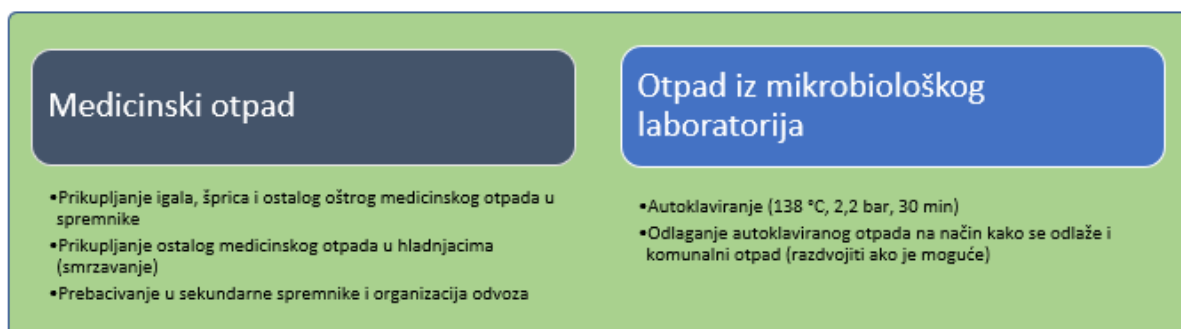 Medicinski otpad
•Prikupljanje igala, šprica i ostalog oštrog medicinskog otpada u
spremnike
•Prikupljanje ostalog medicinskog otpada u hladnjacima
(smrzavanje)
•Prebacivanje u sekundarne spremnike i organizacija odvoza
Otpad iz mikrobiološkog
laboratorija
•Autoklaviranje (138 °C, 2,2 bar, 30 min)
•Odlaganje autoklaviranog otpada na način kako se odlaže i
komunalni otpad (razdvojiti ako je moguće)